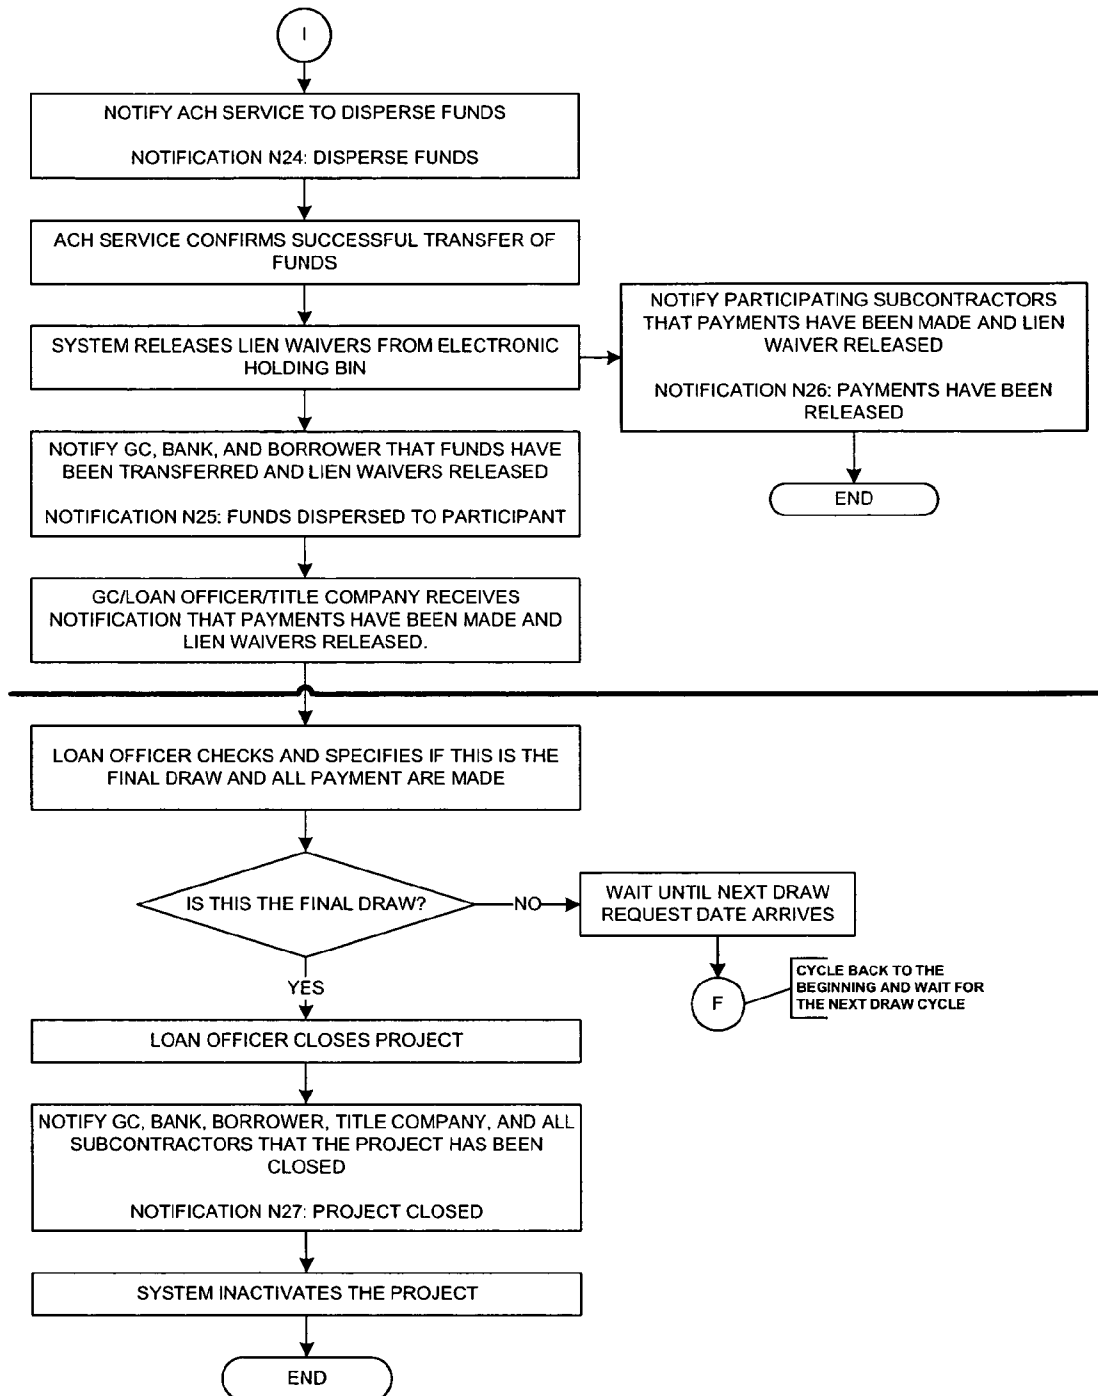 I
NOTIFY ACH SERVICE TO DISPERSE FUNDS
NOTIFICATION N24: DISPERSE FUNDS
ACH SERVICE CONFIRMS SUCCESSFUL TRANSFER OF
FUNDS
SYSTEM RELEASES LIEN WAIVERS FROM ELECTRONIC
HOLDING BIN
NOTIFY PARTICIPATING SUBCONTRACTORS
THAT PAYMENTS HAVE BEEN MADE AND LIEN
WAIVER RELEASED
NOTIFICATION N26: PAYMENTS HAVE BEEN
RELEASED
END
NOTIFY GC, BANK, AND BORROWER THAT FUNDS HAVE
BEEN TRANSFERRED AND LIEN WAIVERS RELEASED
NOTIFICATION N25: FUNDS DISPERSED TO PARTICIPANT
GC/LOAN OFFICER/TITLE COMPANY RECEIVES
NOTIFICATION THAT PAYMENTS HAVE BEEN MADE AND
LIEN WAIVERS RELEASED.
LOAN OFFICER CHECKS AND SPECIFIES IF THIS IS THE
FINAL DRAW AND ALL PAYMENT ARE MADE
IS THIS THE FINAL DRAW?
NO
WAIT UNTIL NEXT DRAW
REQUEST DATE ARRIVES
F
CYCLE BACK TO THE
BEGINNING AND WAIT FOR
THE NEXT DRAW CYCLE
YES
LOAN OFFICER CLOSES PROJECT
NOTIFY GC, BANK, BORROWER, TITLE COMPANY, AND ALL
SUBCONTRACTORS THAT THE PROJECT HAS BEEN
CLOSED
NOTIFICATION N27: PROJECT CLOSED
SYSTEM INACTIVATES THE PROJECT
END